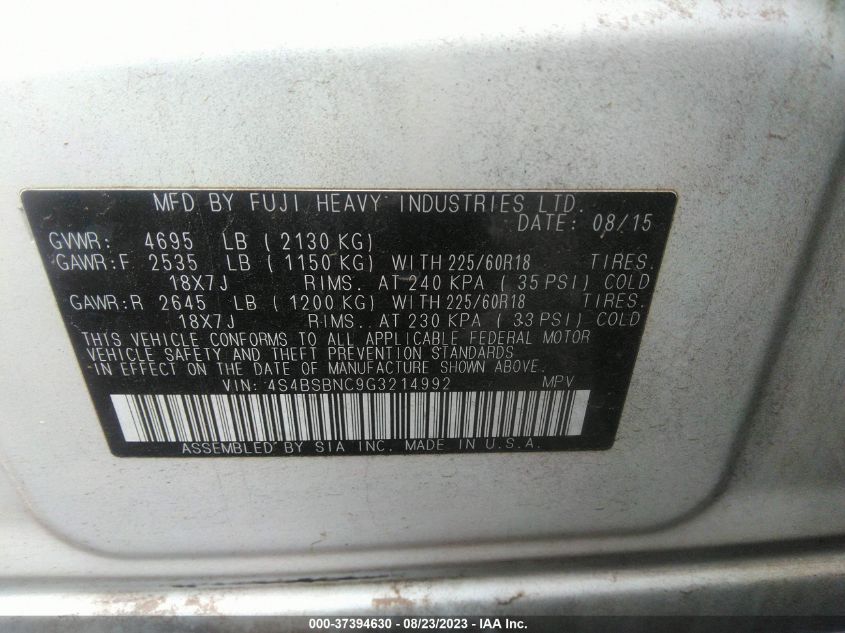 MFD BY FUJI HEAVY INDUSTRIES LTD.
DATE: 08/15
GVWR: 4695 LB ( 2130 KG)
GAWR:F 2535 LB ( 1150 KG) WITH 225/60R18 TIRES.
18X7J RIMS. AT 240 KPA ( 35 PSI) COLD
GAWR:R 2645 LB ( 1200 KG) WITH 225/60R18 TIRES.
18X7J RIMS. AT 230 KPA ( 33 PSI) COLD
THIS VEHICLE CONFORMS TO ALL APPLICABLE FEDERAL MOTOR
VEHICLE SAFETY AND THEFT PREVENTION STANDARDS
IN EFFECT ON THE DATE OF MANUFACTURE SHOWN ABOVE.
VIN: 4S4BSBNC9G3214992 MPV
ASSEMBLED BY SIA INC. MADE IN U.S.A.
000-37394630 - 08/23/2023 - IAA Inc.